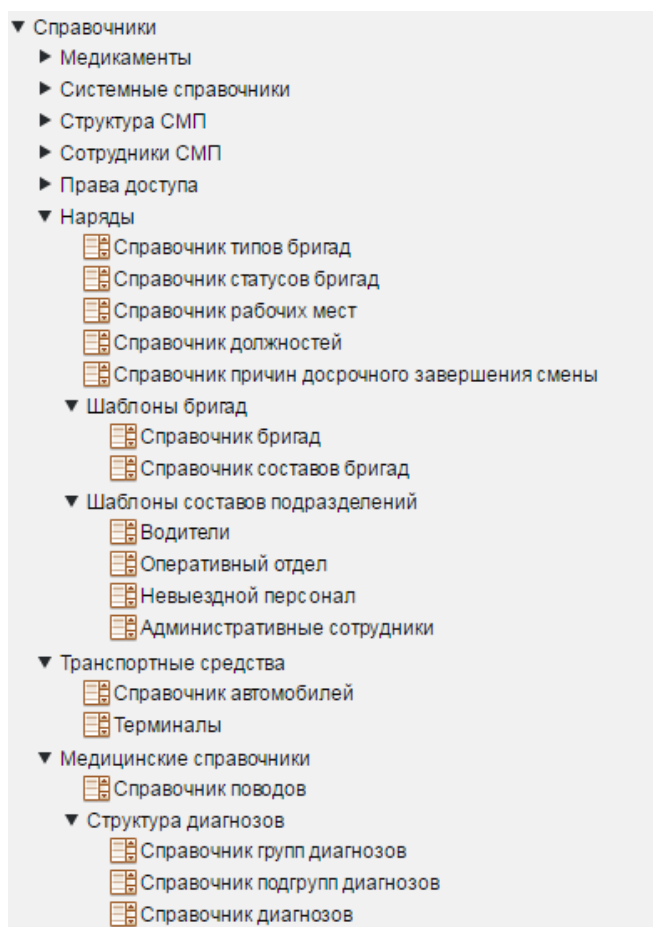 Справочники
Медикаменты
Системные справочники
Структура СМП
Сотрудники СМП
Права доступа
Наряды
Справочник типов бригад
Справочник статусов бригад
Справочник рабочих мест
Справочник должностей
Справочник причин досрочного завершения смены
Шаблоны бригад
Справочник бригад
Справочник составов бригад
Шаблоны составов подразделений
Водители
Оперативный отдел
Невыездной персонал
Административные сотрудники
Транспортные средства
Справочник автомобилей
Терминалы
Медицинские справочники
Справочник поводов
Структура диагнозов
Справочник групп диагнозов
Справочник подгрупп диагнозов
Справочник диагнозов